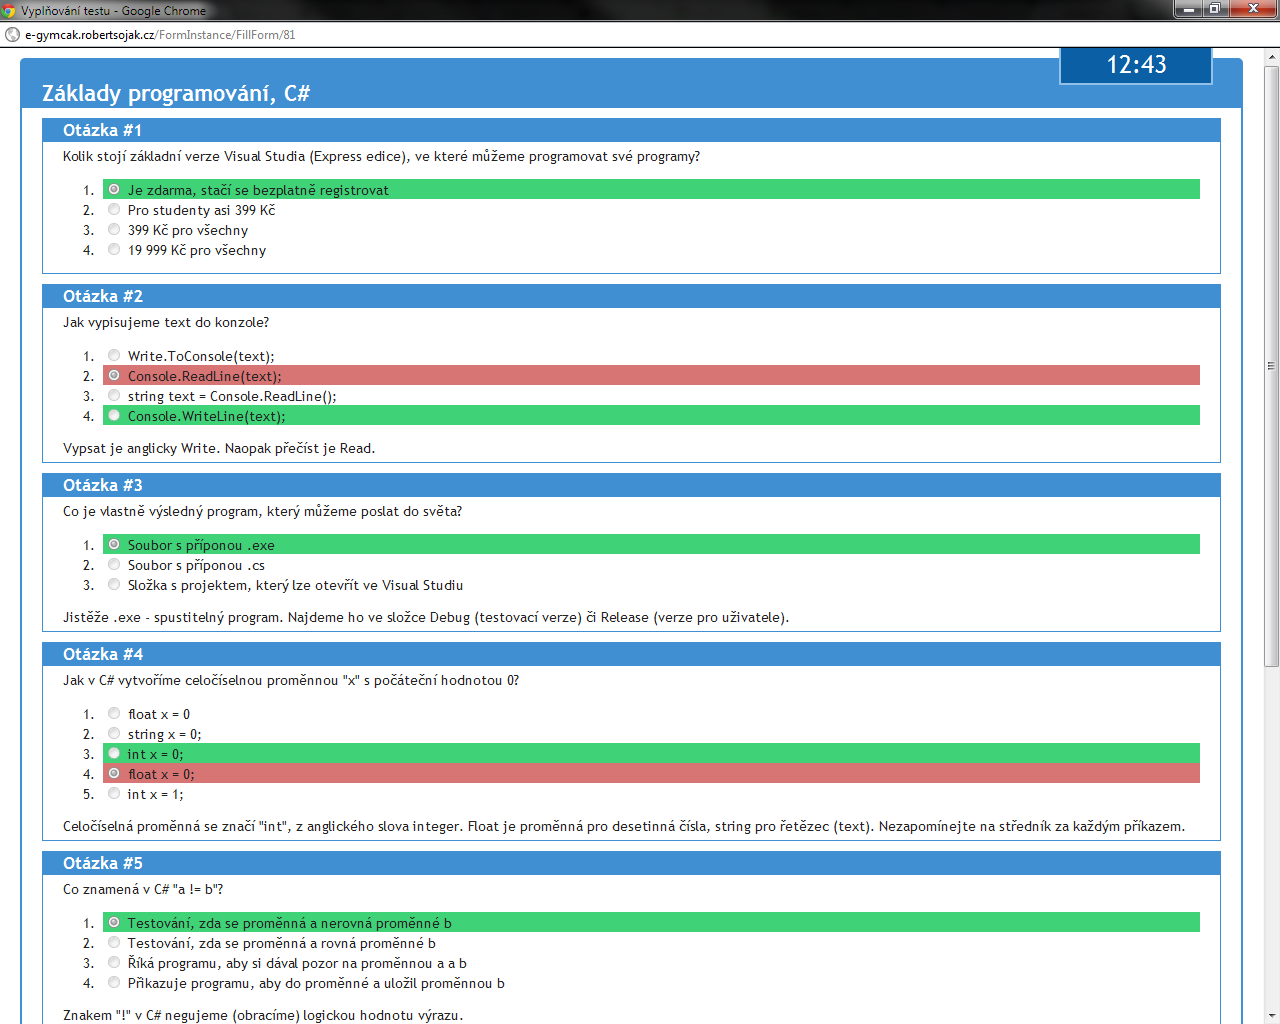 Vyplňování testu - Google Chrome
e-gymcak.robertsojak.cz/FormInstance/FillForm/81
12:43
Základy programování, C#
Otázka #1
Kolik stojí základní verze Visual Studia (Express edice), ve které můžeme programovat své programy?
1. Je zdarma, stačí se bezplatně registrovat
2. Pro studenty asi 399 Kč
3. 399 Kč pro všechny
4. 19 999 Kč pro všechny
Otázka #2
Jak vypisujeme text do konzole?
1. Write.ToConsole(text);
2. Console.ReadLine(text);
3. string text = Console.ReadLine();
4. Console.WriteLine(text);
Vypsat je anglicky Write. Naopak přečíst je Read.
Otázka #3
Co je vlastně výsledný program, který můžeme poslat do světa?
1. Soubor s příponou .exe
2. Soubor s příponou .cs
3. Složka s projektem, který lze otevřít ve Visual Studiu
Jistěže .exe - spustitelný program. Najdeme ho ve složce Debug (testovací verze) či Release (verze pro uživatele).
Otázka #4
Jak v C# vytvoříme celočíselnou proměnnou "x" s počáteční hodnotou 0?
1. float x = 0
2. string x = 0;
3. int x = 0;
4. float x = 0;
5. int x = 1;
Celočíselná proměnná se značí "int", z anglického slova integer. Float je proměnná pro desetinná čísla, string pro řetězec (text). Nezapomínejte na středník za každým příkazem.
Otázka #5
Co znamená v C# "a != b"?
1. Testování, zda se proměnná a nerovná proměnné b
2. Testování, zda se proměnná a rovná proměnné b
3. Říká programu, aby si dával pozor na proměnnou a a b
4. Přikazuje programu, aby do proměnné a uložil proměnnou b
Znakem "!" v C# negujeme (obracíme) logickou hodnotu výrazu.